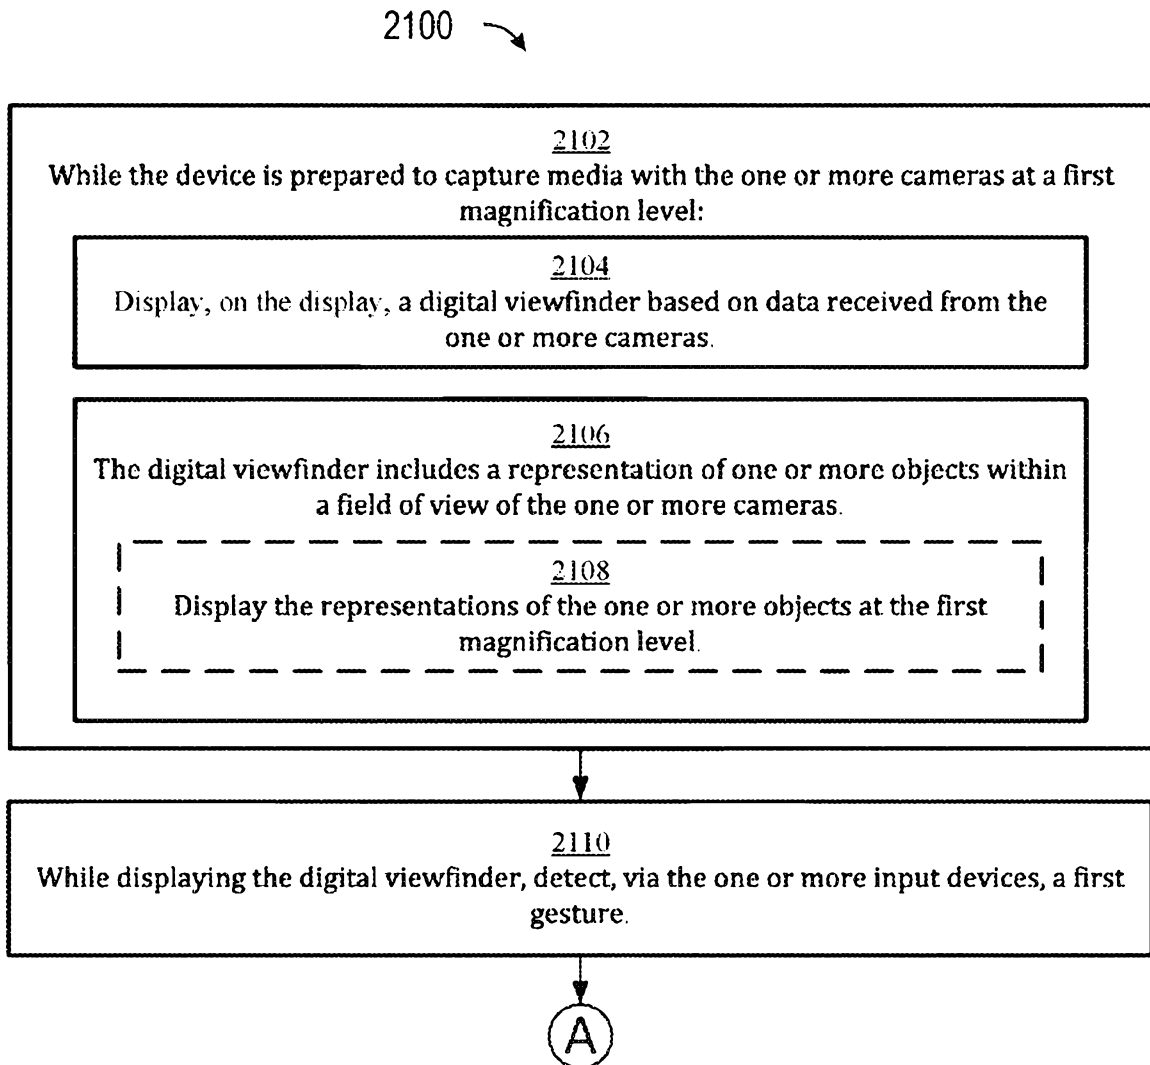 2100
2102
While the device is prepared to capture media with the one or more cameras at a first
magnification level:
2104
Display, on the display, a digital viewfinder based on data received from the
one or more cameras.
2106
The digital viewfinder includes a representation of one or more objects within
a field of view of the one or more cameras.
2108
Display the representations of the one or more objects at the first
magnification level.
2110
While displaying the digital viewfinder, detect, via the one or more input devices, a first
gesture.
A